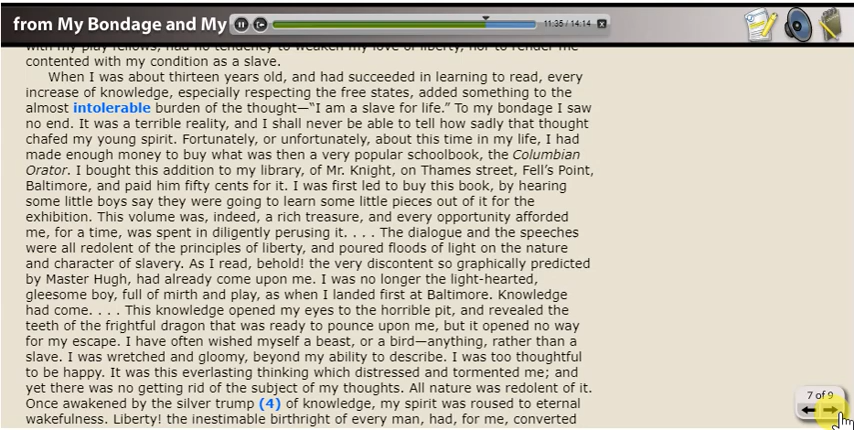 from My Bondage and My
11:35 / 14:14
with my play fellows, had no tendency to weaken my love of liberty, nor to render me
contented with my condition as a slave.
When I was about thirteen years old, and had succeeded in learning to read, every
increase of knowledge, especially respecting the free states, added something to the
almost intolerable burden of the thought—“I am a slave for life.” To my bondage I saw
no end. It was a terrible reality, and I shall never be able to tell how sadly that thought
chafed my young spirit. Fortunately, or unfortunately, about this time in my life, I had
made enough money to buy what was then a very popular schoolbook, the Columbian
Orator. I bought this addition to my library, of Mr. Knight, on Thames street, Fell’s Point,
Baltimore, and paid him fifty cents for it. I was first led to buy this book, by hearing
some little boys say they were going to learn some little pieces out of it for the
exhibition. This volume was, indeed, a rich treasure, and every opportunity afforded
me, for a time, was spent in diligently perusing it. . . . The dialogue and the speeches
were all redolent of the principles of liberty, and poured floods of light on the nature
and character of slavery. As I read, behold! the very discontent so graphically predicted
by Master Hugh, had already come upon me. I was no longer the light-hearted,
gleesome boy, full of mirth and play, as when I landed first at Baltimore. Knowledge
had come. . . . This knowledge opened my eyes to the horrible pit, and revealed the
teeth of the frightful dragon that was ready to pounce upon me, but it opened no way
for my escape. I have often wished myself a beast, or a bird—anything, rather than a
slave. I was wretched and gloomy, beyond my ability to describe. I was too thoughtful
to be happy. It was this everlasting thinking which distressed and tormented me; and
yet there was no getting rid of the subject of my thoughts. All nature was redolent of it.
Once awakened by the silver trump (4) of knowledge, my spirit was roused to eternal
wakefulness. Liberty! the inestimable birthright of every man, had, for me, converted
7 of 9